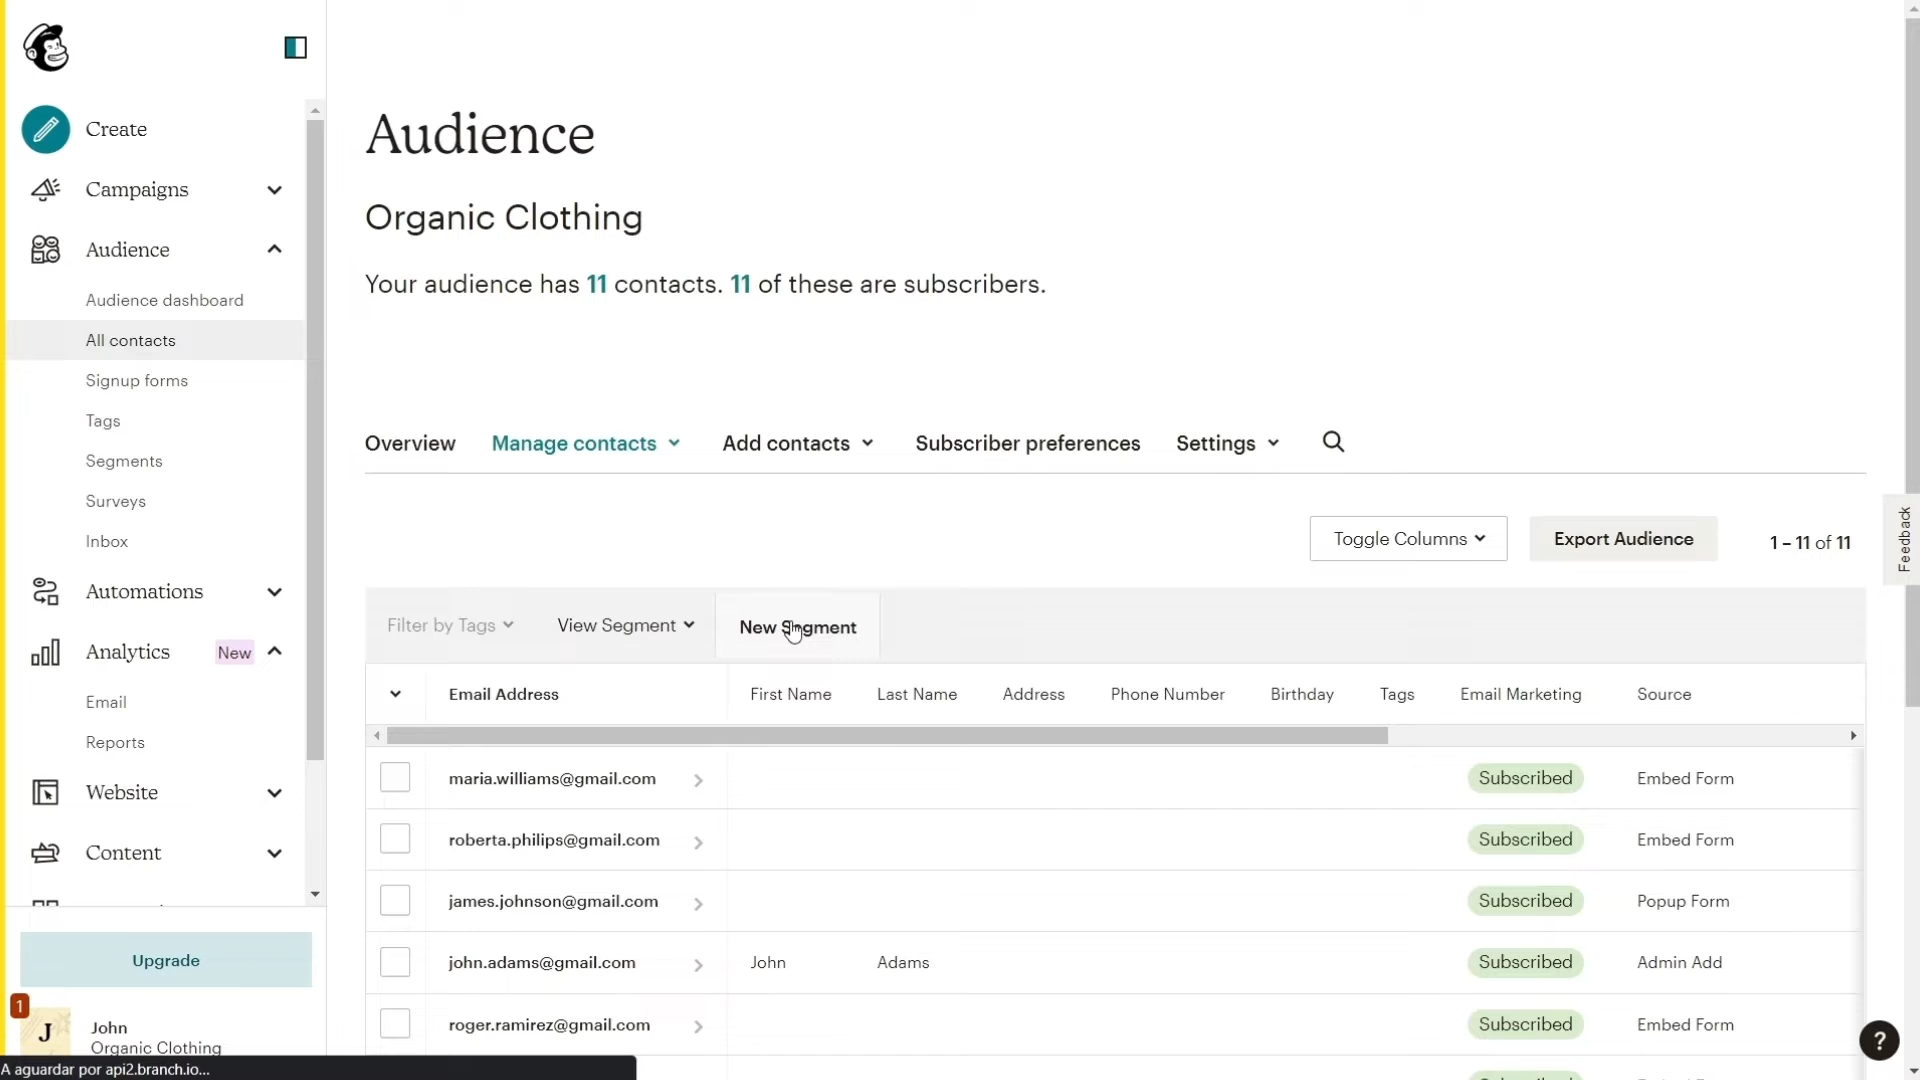 Create
Campaigns
Audience
Audience dashboard
All contacts
Signup forms
Tags
Segments
Surveys
Inbox
Automations
Analytics New
Email
Reports
Website
Content
Upgrade
1
J
John
Organic Clothing
A aguardar por api2.branch.io...
Audience
Organic Clothing
Your audience has 11 contacts. 11 of these are subscribers.
Overview Manage contacts Add contacts Subscriber preferences Settings
Toggle Columns Export Audience 1 – 11 of 11
Filter by Tags View Segment New Segment
Email Address First Name Last Name Address Phone Number Birthday Tags Email Marketing Source
maria.williams@gmail.com Subscribed Embed Form
roberta.philips@gmail.com Subscribed Embed Form
james.johnson@gmail.com Subscribed Popup Form
john.adams@gmail.com John Adams Subscribed Admin Add
roger.ramirez@gmail.com Subscribed Embed Form
Feedback
?